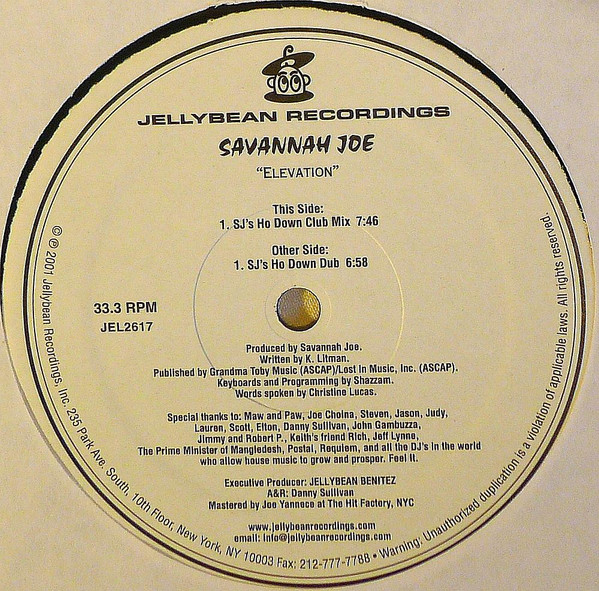 JELLYBEAN RECORDINGS
SAVANNAH JOE
"ELEVATION"
This Side:
1. SJ's Ho Down Club Mix 7:46
Other Side:
1. SJ's Ho Down Dub 6:58
33.3 RPM
JEL2617
Produced by Savannah Joe.
Written by K. Litman.
Published by Grandma Toby Music (ASCAP)/Lost In Music, Inc. (ASCAP).
Keyboards and Programming by Shazzam.
Words spoken by Christine Lucas.
Special thanks to: Maw and Paw, Joe Cholna, Steven, Jason, Judy,
Lauren, Scott, Elton, Danny Sullivan, John Gambuzza,
Jimmy and Robert P., Keith's friend Rich, Jeff Lynne,
The Prime Minister of Mangledesh, Postal, Requiem, and all the DJ's in the world
who allow house music to grow and prosper. Feel it.
Executive Producer: JELLYBEAN BENITEZ
A&R: Danny Sullivan
Mastered by Joe Yannece at The Hit Factory, NYC
www.jellybeanrecordings.com
email: info@jellybeanrecordings.com
© ℗ 2001 Jellybean Recordings, Inc. 235 Park Ave. South, 10th Floor, New York, NY 10003 Fax: 212-777-7788 • Warning: Unauthorized duplication is a violation of applicable laws. All rights reserved.